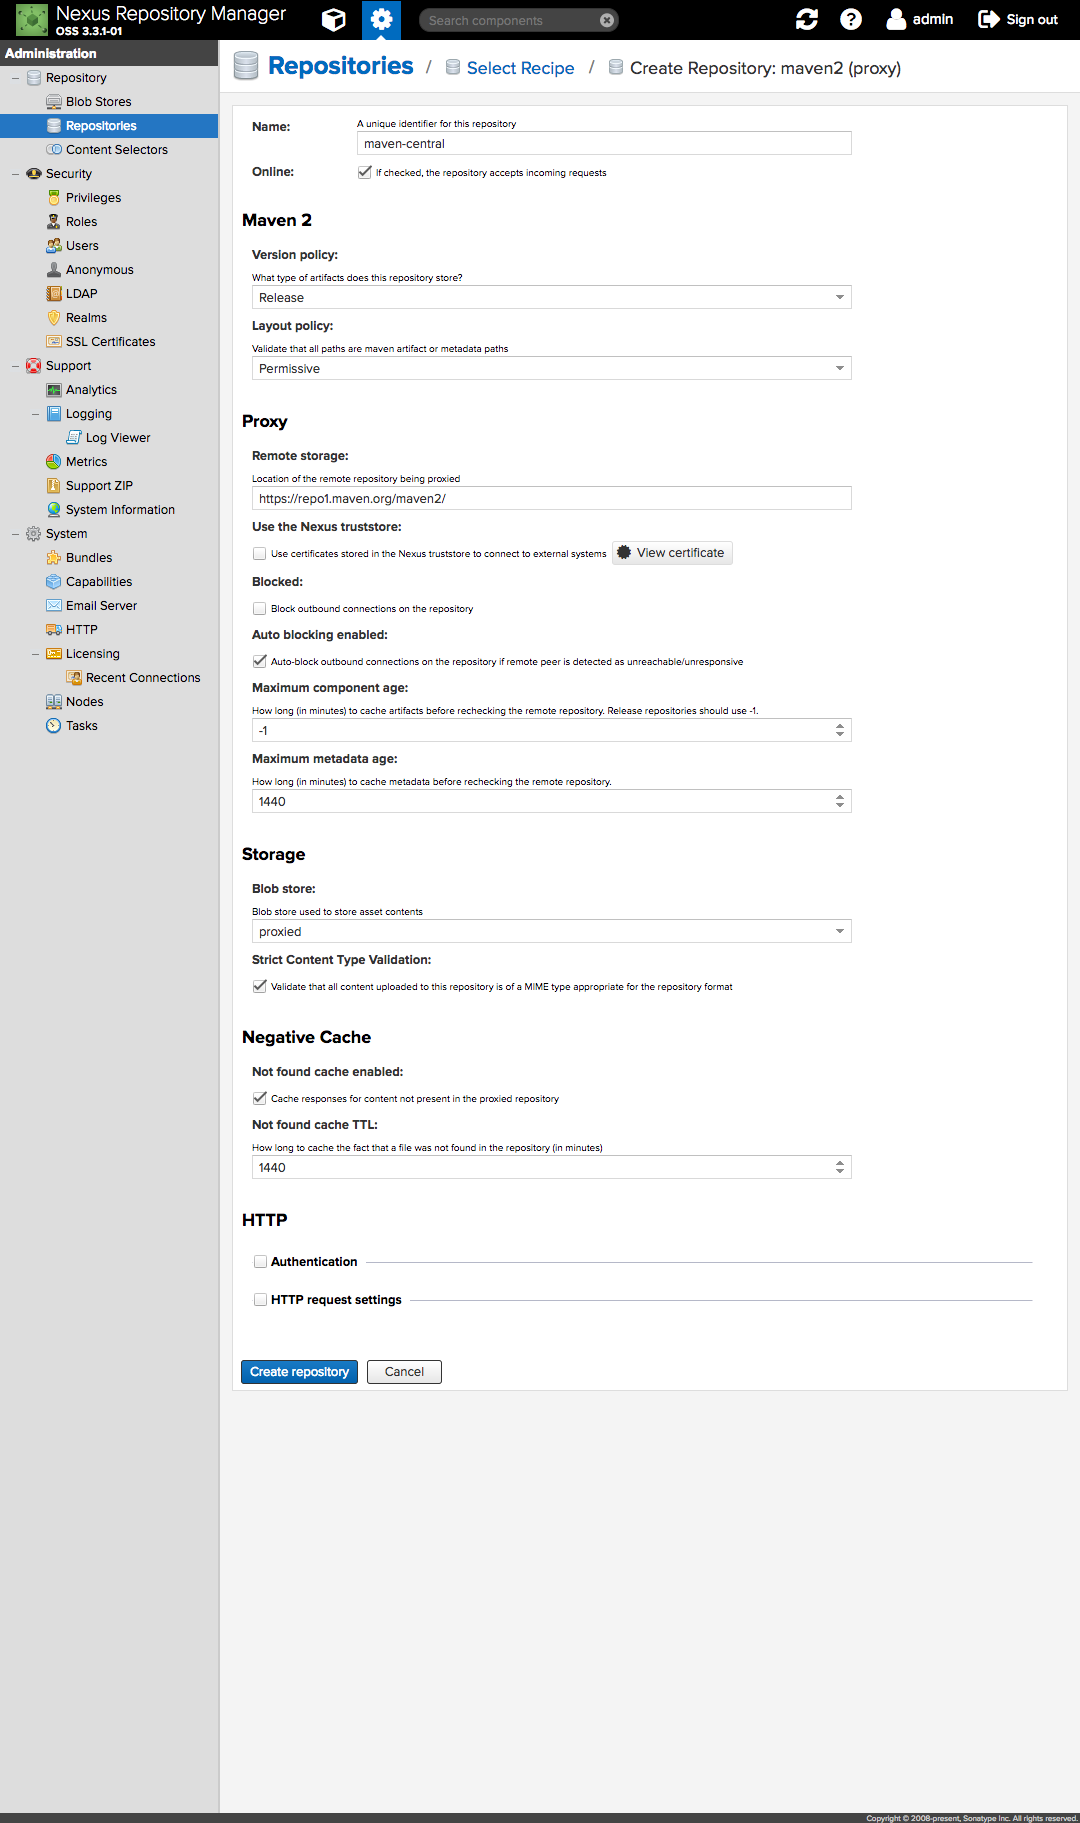 Nexus Repository Manager
OSS 3.3.1-01
Search components
admin
Sign out
Administration
Repository
Blob Stores
Repositories
Content Selectors
Security
Privileges
Roles
Users
Anonymous
LDAP
Realms
SSL Certificates
Support
Analytics
Logging
Log Viewer
Metrics
Support ZIP
System Information
System
Bundles
Capabilities
Email Server
HTTP
Licensing
Recent Connections
Nodes
Tasks
Repositories / Select Recipe / Create Repository: maven2 (proxy)
Name:
A unique identifier for this repository
maven-central
Online:
If checked, the repository accepts incoming requests
Maven 2
Version policy:
What type of artifacts does this repository store?
Release
Layout policy:
Validate that all paths are maven artifact or metadata paths
Permissive
Proxy
Remote storage:
Location of the remote repository being proxied
https://repo1.maven.org/maven2/
Use the Nexus truststore:
Use certificates stored in the Nexus truststore to connect to external systems
View certificate
Blocked:
Block outbound connections on the repository
Auto blocking enabled:
Auto-block outbound connections on the repository if remote peer is detected as unreachable/unresponsive
Maximum component age:
How long (in minutes) to cache artifacts before rechecking the remote repository. Release repositories should use -1.
-1
Maximum metadata age:
How long (in minutes) to cache metadata before rechecking the remote repository.
1440
Storage
Blob store:
Blob store used to store asset contents
proxied
Strict Content Type Validation:
Validate that all content uploaded to this repository is of a MIME type appropriate for the repository format
Negative Cache
Not found cache enabled:
Cache responses for content not present in the proxied repository
Not found cache TTL:
How long to cache the fact that a file was not found in the repository (in minutes)
1440
HTTP
Authentication
HTTP request settings
Create repository
Cancel
Copyright © 2008-present, Sonatype Inc. All rights reserved.